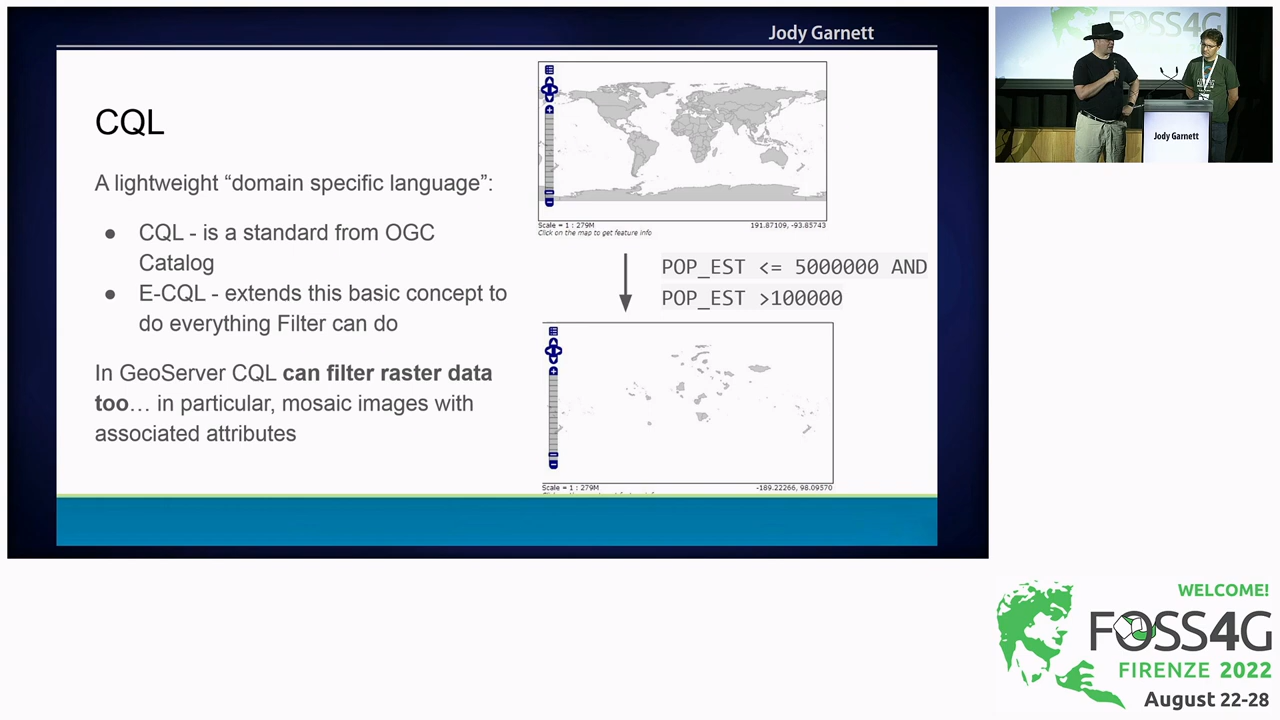 Jody Garnett
CQL
A lightweight “domain specific language”:
● CQL - is a standard from OGC
Catalog
● E-CQL - extends this basic concept to
do everything Filter can do
In GeoServer CQL can filter raster data
too… in particular, mosaic images with
associated attributes
Scale = 1 : 279M 191.87109, -93.85743
Click on the map to get feature info
POP_EST <= 5000000 AND
POP_EST >100000
Scale = 1 : 279M -189.22266, 98.09570
FOSS4G
Jody Garnett
WELCOME!
FOSS4G
FIRENZE 2022
August 22-28